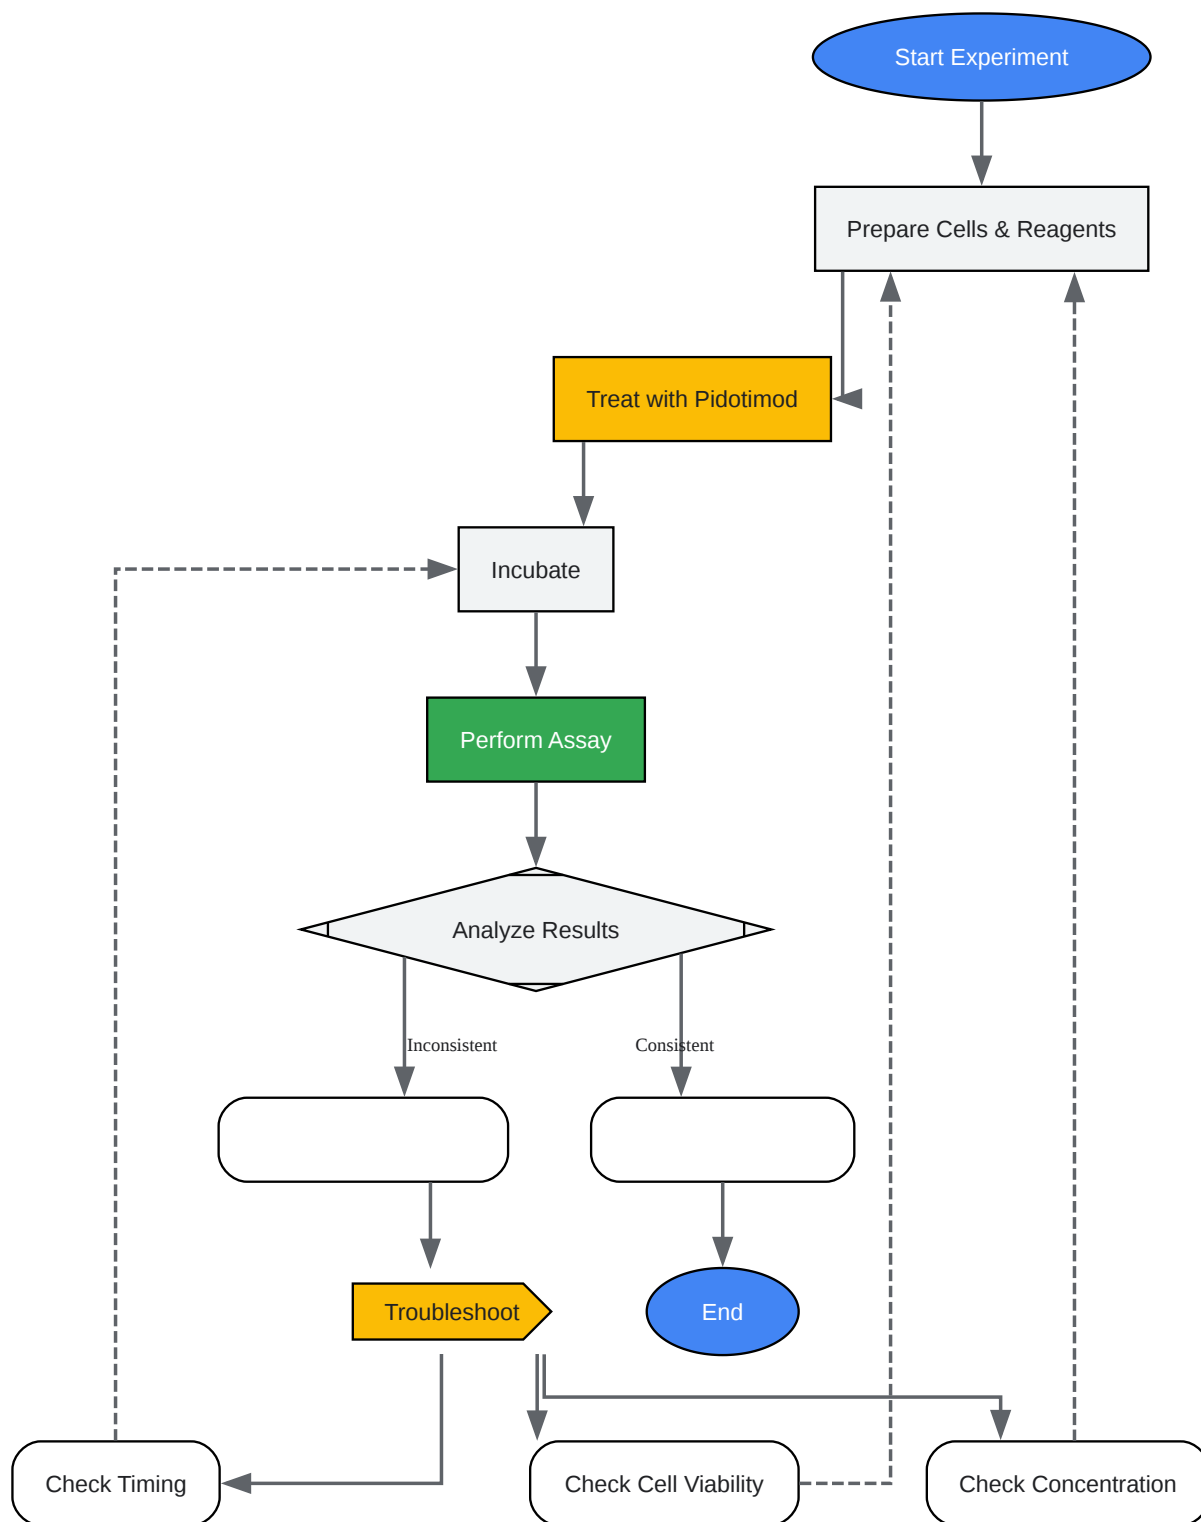 Start Experiment
Prepare Cells & Reagents
Treat with Pidotimod
Incubate
Perform Assay
Analyze Results
Inconsistent
Consistent
Troubleshoot
End
Check Timing
Check Cell Viability
Check Concentration